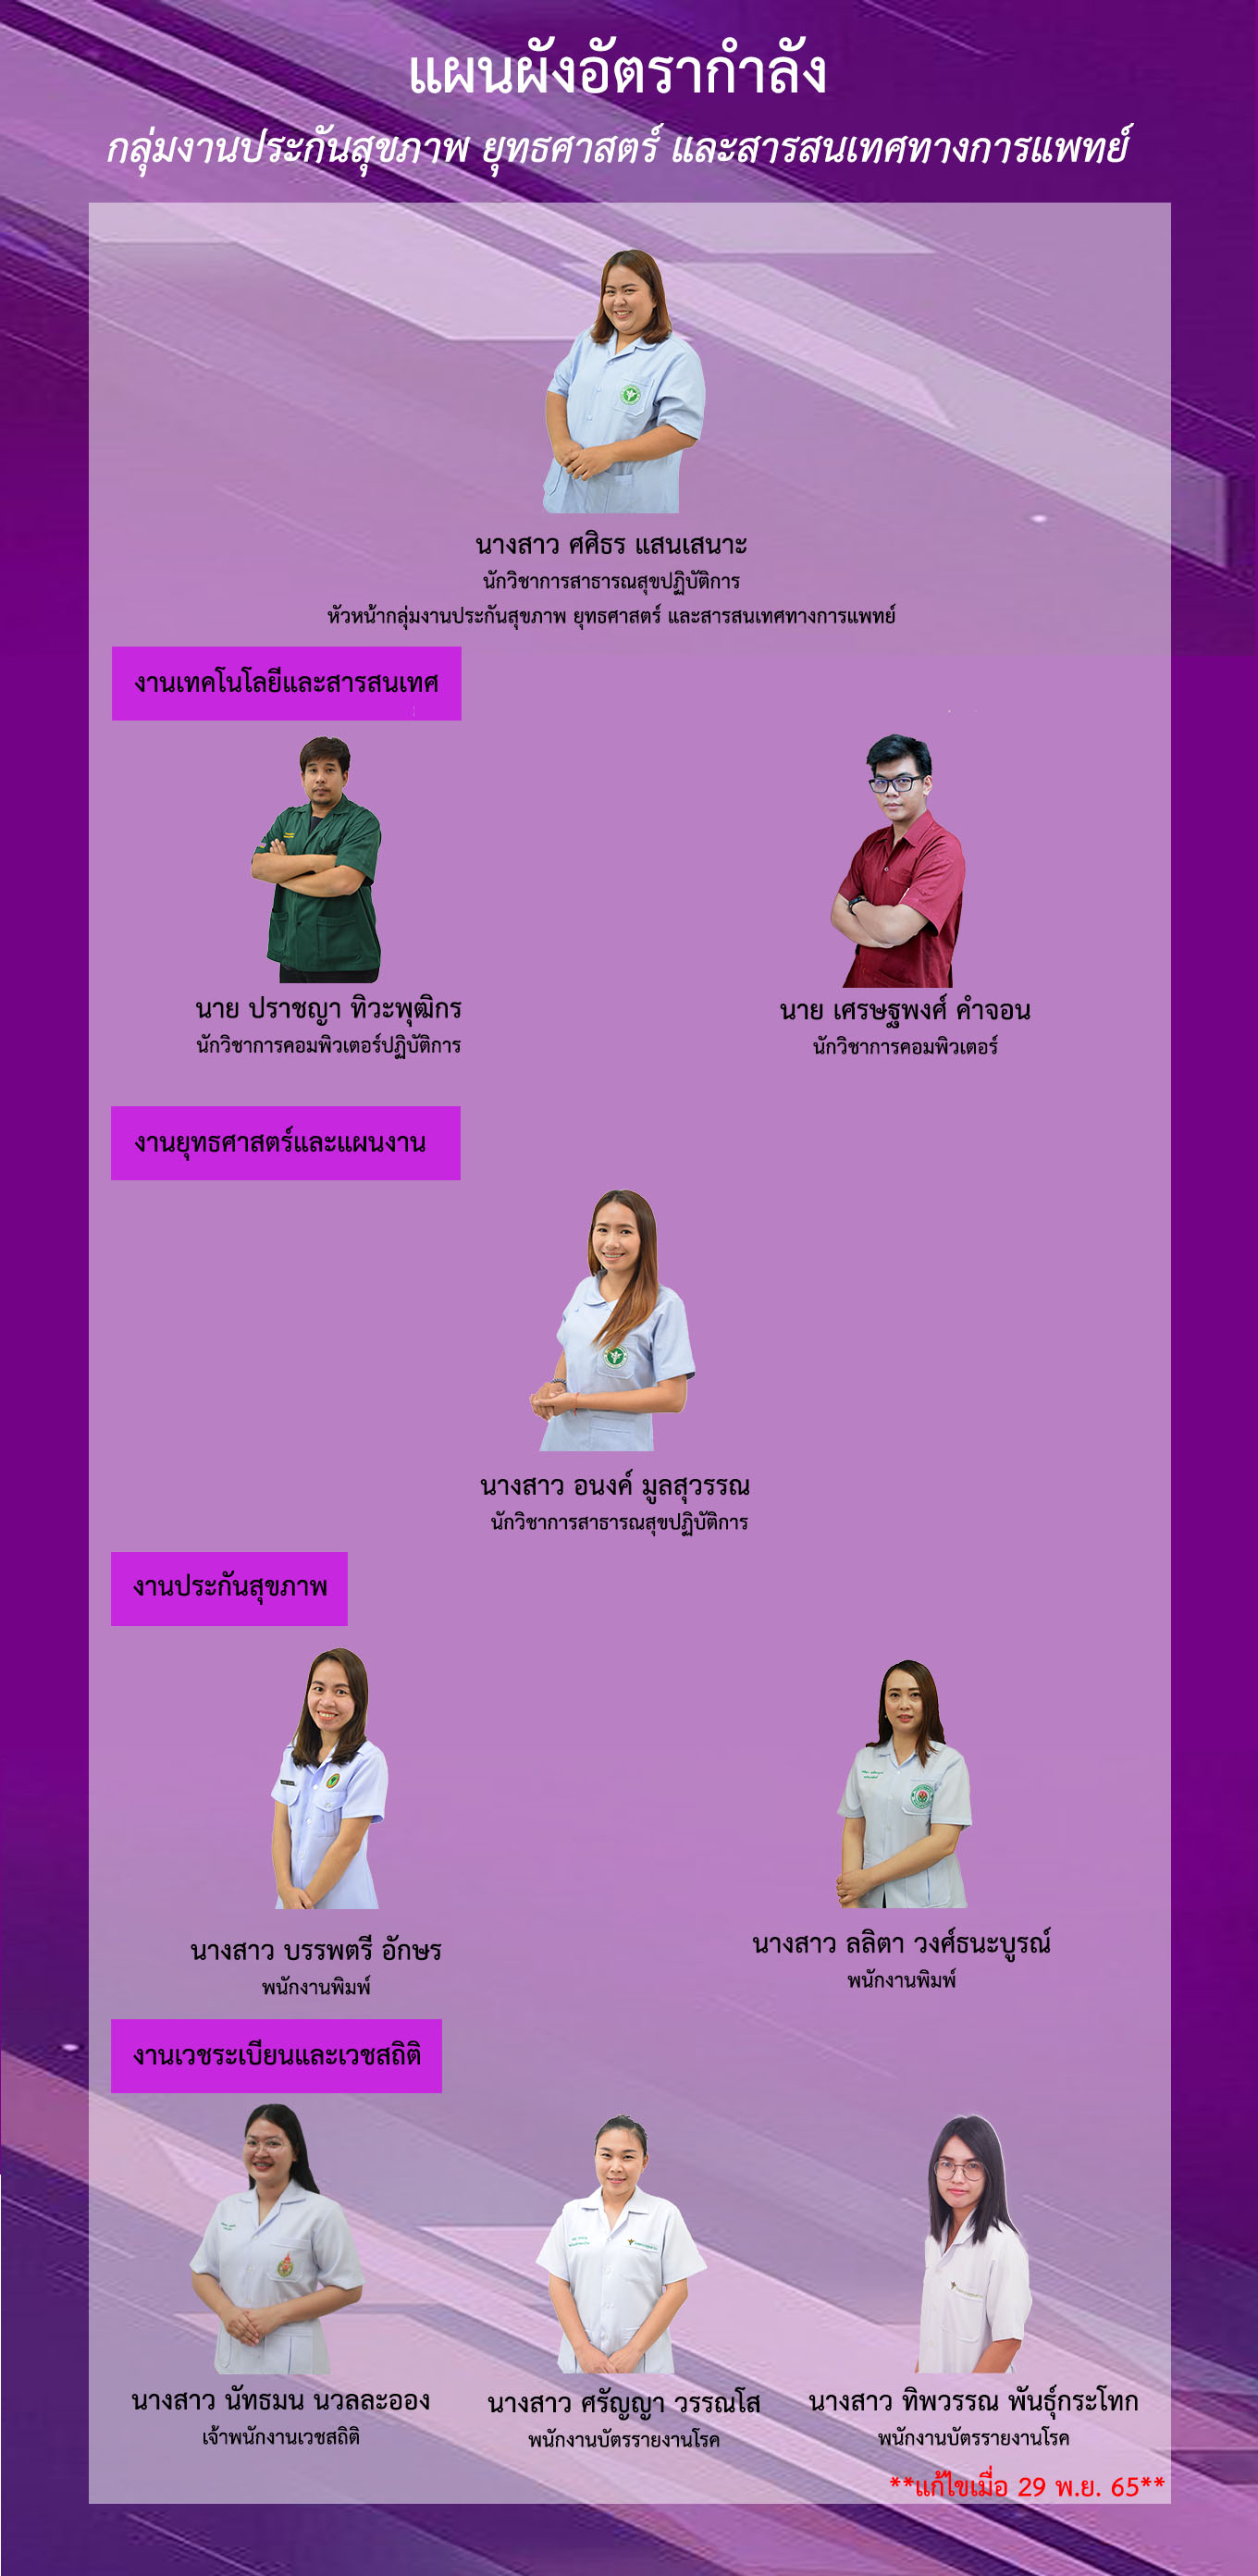 แผนผังอัตรากำลัง
กลุ่มงานประกันสุขภาพ ยุทธศาสตร์ และสารสนเทศทางการแพทย์
นางสาว ศศิธร แสนเสนาะ
นักวิชาการสาธารณสุขปฏิบัติการ
หัวหน้ากลุ่มงานประกันสุขภาพ ยุทธศาสตร์ และสารสนเทศทางการแพทย์
งานเทคโนโลยีและสารสนเทศ
นาย ปราชญา ทิวะพุฒิกร
นักวิชาการคอมพิวเตอร์ปฏิบัติการ
นาย เศรษฐพงศ์ คำจอน
นักวิชาการคอมพิวเตอร์
งานยุทธศาสตร์และแผนงาน
นางสาว อนงค์ มูลสุวรรณ
นักวิชาการสาธารณสุขปฏิบัติการ
งานประกันสุขภาพ
นางสาว บรรพตรี อักษร
พนักงานพิมพ์
นางสาว ลลิตา วงศ์ธนะบูรณ์
พนักงานพิมพ์
งานเวชระเบียนและเวชสถิติ
นางสาว นัทธมน นวลละออง
เจ้าพนักงานเวชสถิติ
นางสาว ศรัญญา วรรณโส
พนักงานบัตรรายงานโรค
นางสาว ทิพวรรณ พันธุ์กระโทก
พนักงานบัตรรายงานโรค
**แก้ไขเมื่อ 29 พ.ย. 65**